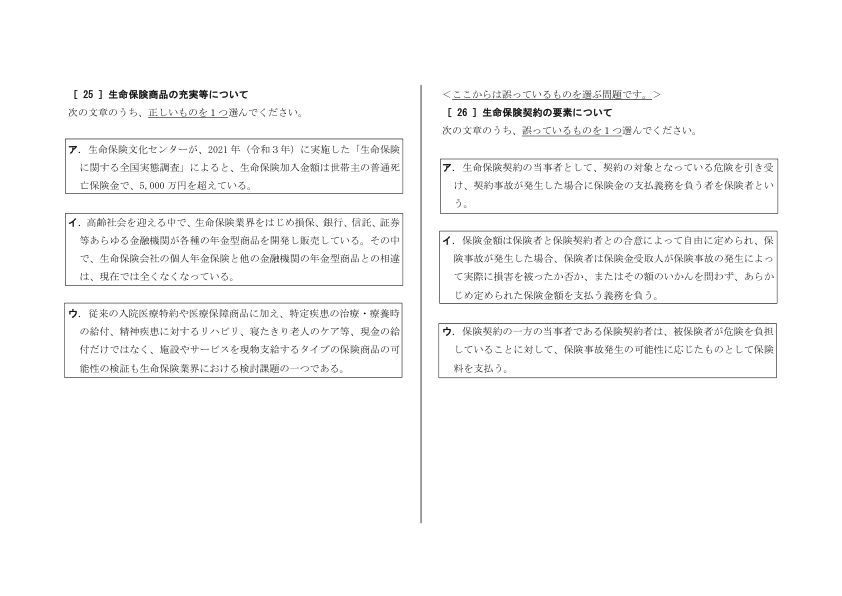 [ 25 ] 生命保険商品の充実等について
次の文章のうち、正しいものを１つ選んでください。
ア．生命保険文化センターが、2021 年（令和３年）に実施した「生命保険
に関する全国実態調査」によると、生命保険加入金額は世帯主の普通死
亡保険金で、5,000 万円を超えている。
イ．高齢社会を迎える中で、生命保険業界をはじめ損保、銀行、信託、証券
等あらゆる金融機関が各種の年金型商品を開発し販売している。その中
で、生命保険会社の個人年金保険と他の金融機関の年金型商品との相違
は、現在では全くなくなっている。
ウ．従来の入院医療特約や医療保障商品に加え、特定疾患の治療・療養時
の給付、精神疾患に対するリハビリ、寝たきり老人のケア等、現金の給
付だけではなく、施設やサービスを現物支給するタイプの保険商品の可
能性の検証も生命保険業界における検討課題の一つである。
＜ここからは誤っているものを選ぶ問題です。＞
[ 26 ] 生命保険契約の要素について
次の文章のうち、誤っているものを１つ選んでください。
ア．生命保険契約の当事者として、契約の対象となっている危険を引き受
け、契約事故が発生した場合に保険金の支払義務を負う者を保険者とい
う。
イ．保険金額は保険者と保険契約者との合意によって自由に定められ、保
険事故が発生した場合、保険者は保険金受取人が保険事故の発生によっ
て実際に損害を被ったか否か、またはその額のいかんを問わず、あらか
じめ定められた保険金額を支払う義務を負う。
ウ．保険契約の一方の当事者である保険契約者は、被保険者が危険を負担
していることに対して、保険事故発生の可能性に応じたものとして保険
料を支払う。